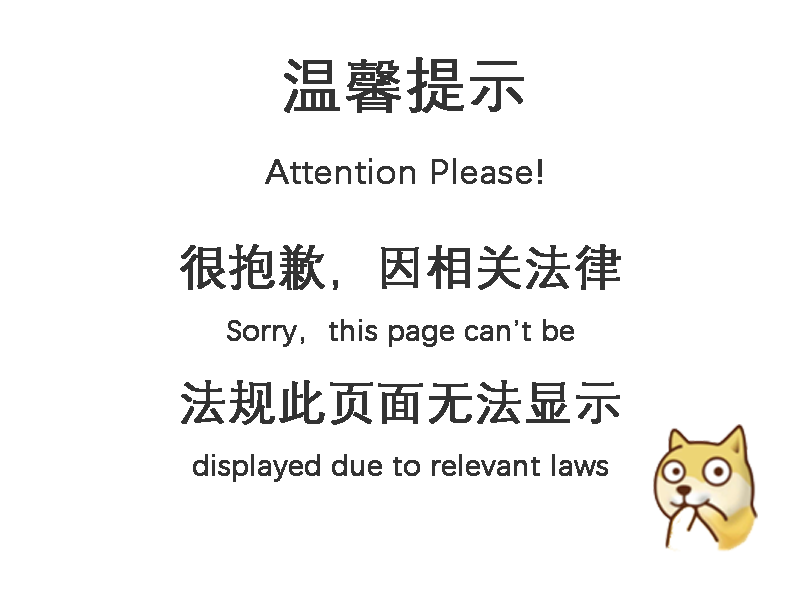 温馨提示
Attention Please!
很抱歉，因相关法律
Sorry，this page can't be
法规此页面无法显示
displayed due to relevant laws